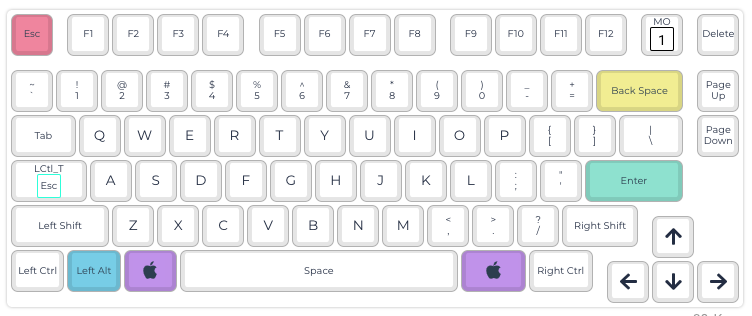 Esc F1 F2 F3 F4 F5 F6 F7 F8 F9 F10 F11 F12 MO 1 Delete
~ ! @ # $ % ^ & * ( ) _ +
` 1 2 3 4 5 6 7 8 9 0 - = Back Space Page Up
Tab Q W E R T Y U I O P { [ } ] | \ Page Down
LCtl_T Esc A S D F G H J K L : ; " ' Enter
Left Shift Z X C V B N M < , > . ? / Right Shift ↑
Left Ctrl Left Alt Space Right Ctrl ← ↓ →